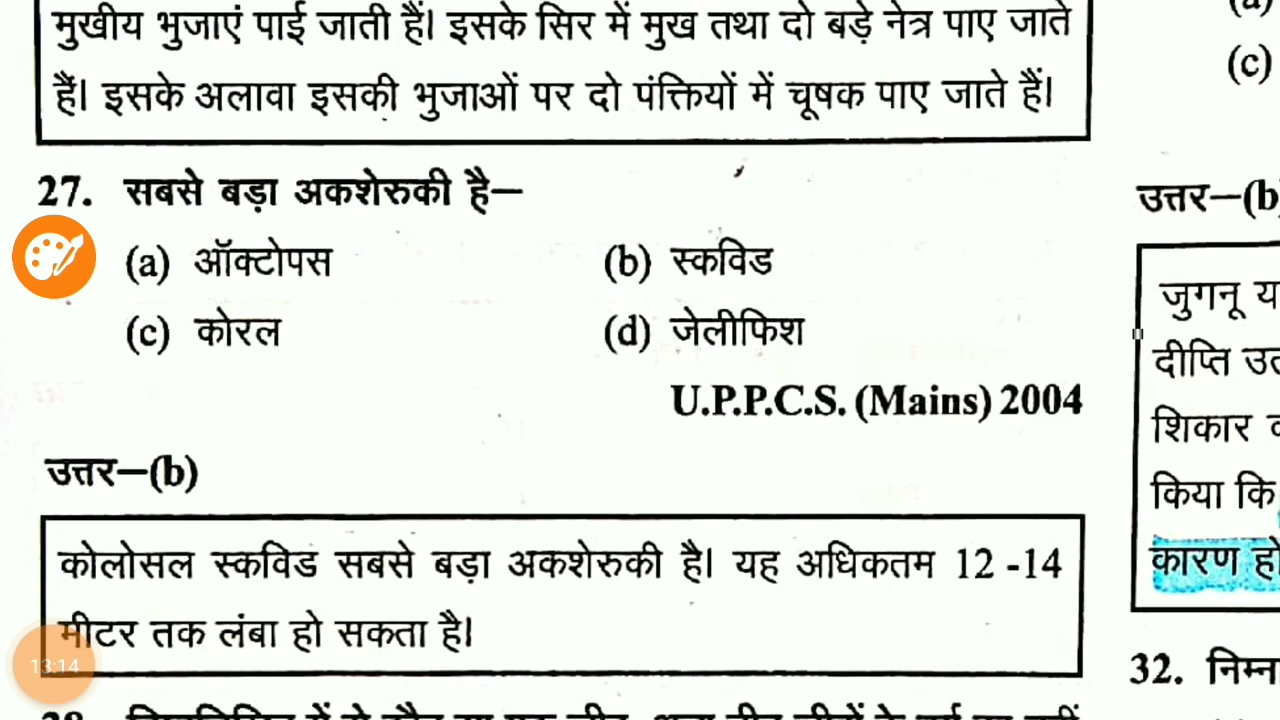 मुखीय भुजाएं पाई जाती हैं। इसके सिर में मुख तथा दो बड़े नेत्र पाए जाते
हैं। इसके अलावा इसकी भुजाओं पर दो पंक्तियों में चूषक पाए जाते हैं।
27. सबसे बड़ा अकशेरुकी है—
(a) ऑक्टोपस (b) स्कविड
(c) कोरल (d) जेलीफिश
U.P.P.C.S. (Mains) 2004
उत्तर—(b)
कोलोसल स्कविड सबसे बड़ा अकशेरुकी है। यह अधिकतम 12 -14
मीटर तक लंबा हो सकता है।
13:14
(c)
उत्तर—(b
जुगनू
दीप्ति
शिकार
किया कि
कारण हो
32. निम्न